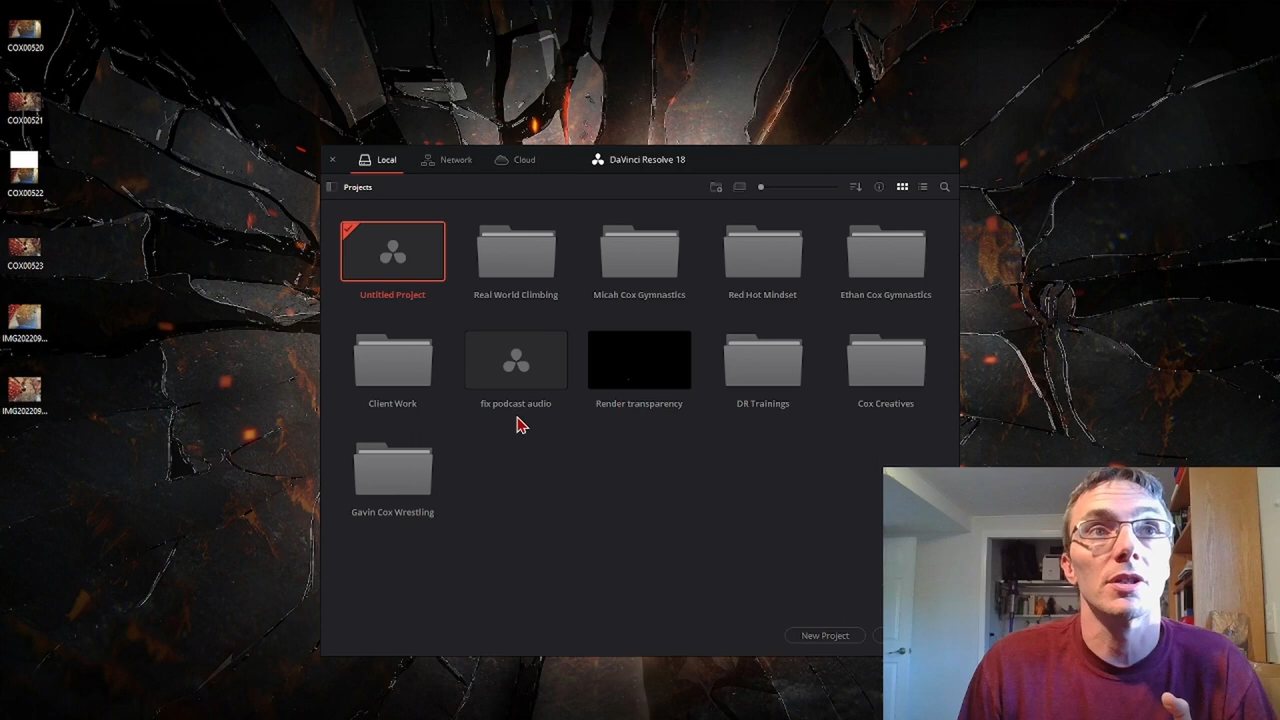 COX00520
COX00521
COX00522
COX00523
IMG202209...
IMG202209...
Local
Network
Cloud
DaVinci Resolve 18
Projects
Untitled Project
Real World Climbing
Micah Cox Gymnastics
Red Hot Mindset
Ethan Cox Gymnastics
Client Work
fix podcast audio
Render transparency
DR Trainings
Cox Creatives
Gavin Cox Wrestling
New Project